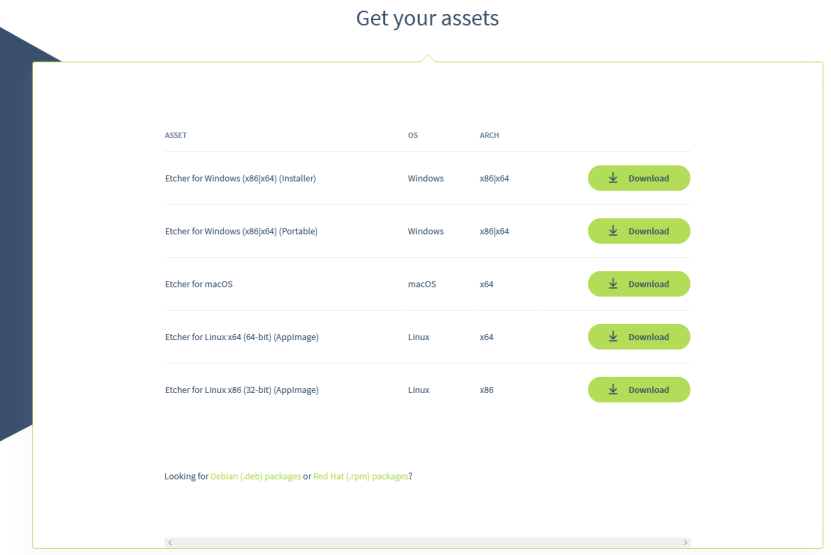 Get your assets
ASSET OS ARCH
Etcher for Windows (x86|x64) (Installer) Windows x86|x64 Download
Etcher for Windows (x86|x64) (Portable) Windows x86|x64 Download
Etcher for macOS macOS x64 Download
Etcher for Linux x64 (64-bit) (AppImage) Linux x64 Download
Etcher for Linux x86 (32-bit) (AppImage) Linux x86 Download
Looking for Debian (.deb) packages or Red Hat (.rpm) packages?